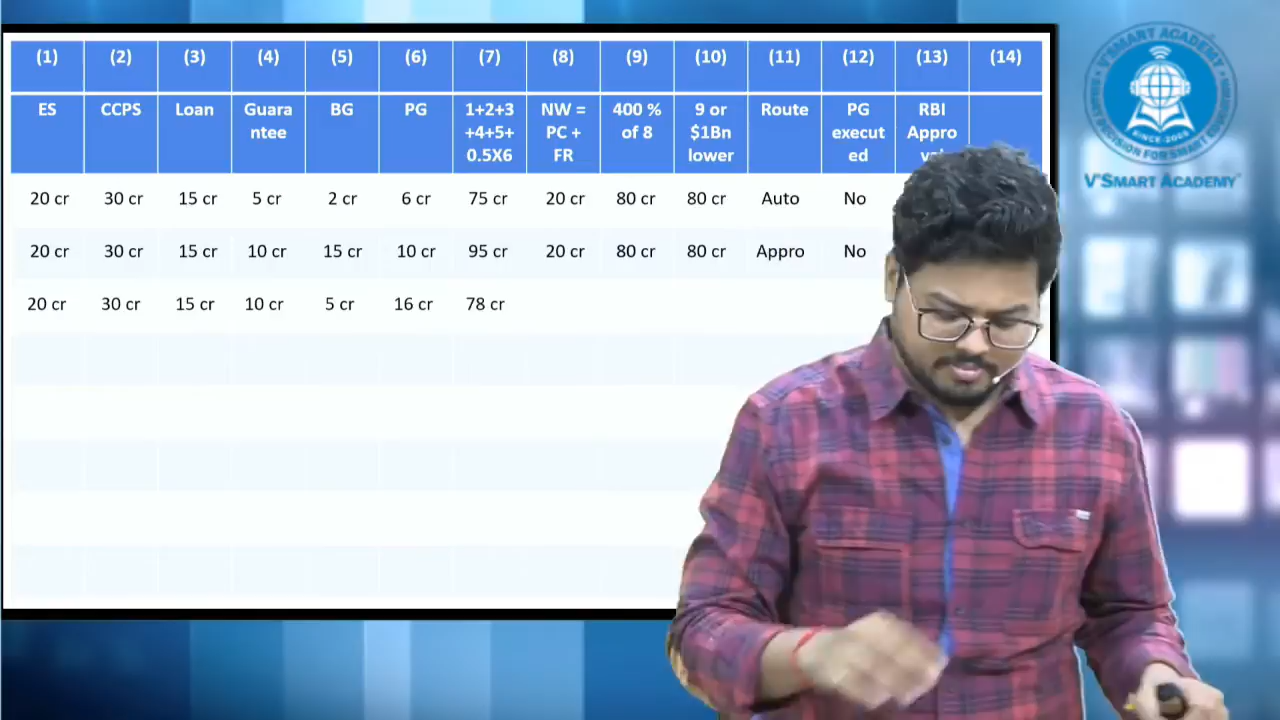 (1) (2) (3) (4) (5) (6) (7) (8) (9) (10) (11) (12) (13) (14)
ES CCPS Loan Guara BG PG 1+2+3 NW = 400 % 9 or Route PG RBI
ntee +4+5+ PC + of 8 $1Bn execut Appro
0.5X6 FR lower ed
20 cr 30 cr 15 cr 5 cr 2 cr 6 cr 75 cr 20 cr 80 cr 80 cr Auto No
20 cr 30 cr 15 cr 10 cr 15 cr 10 cr 95 cr 20 cr 80 cr 80 cr Appro No
20 cr 30 cr 15 cr 10 cr 5 cr 16 cr 78 cr
V'SMART ACADEMY
SINCE 2009
V'SMART ACADEMY